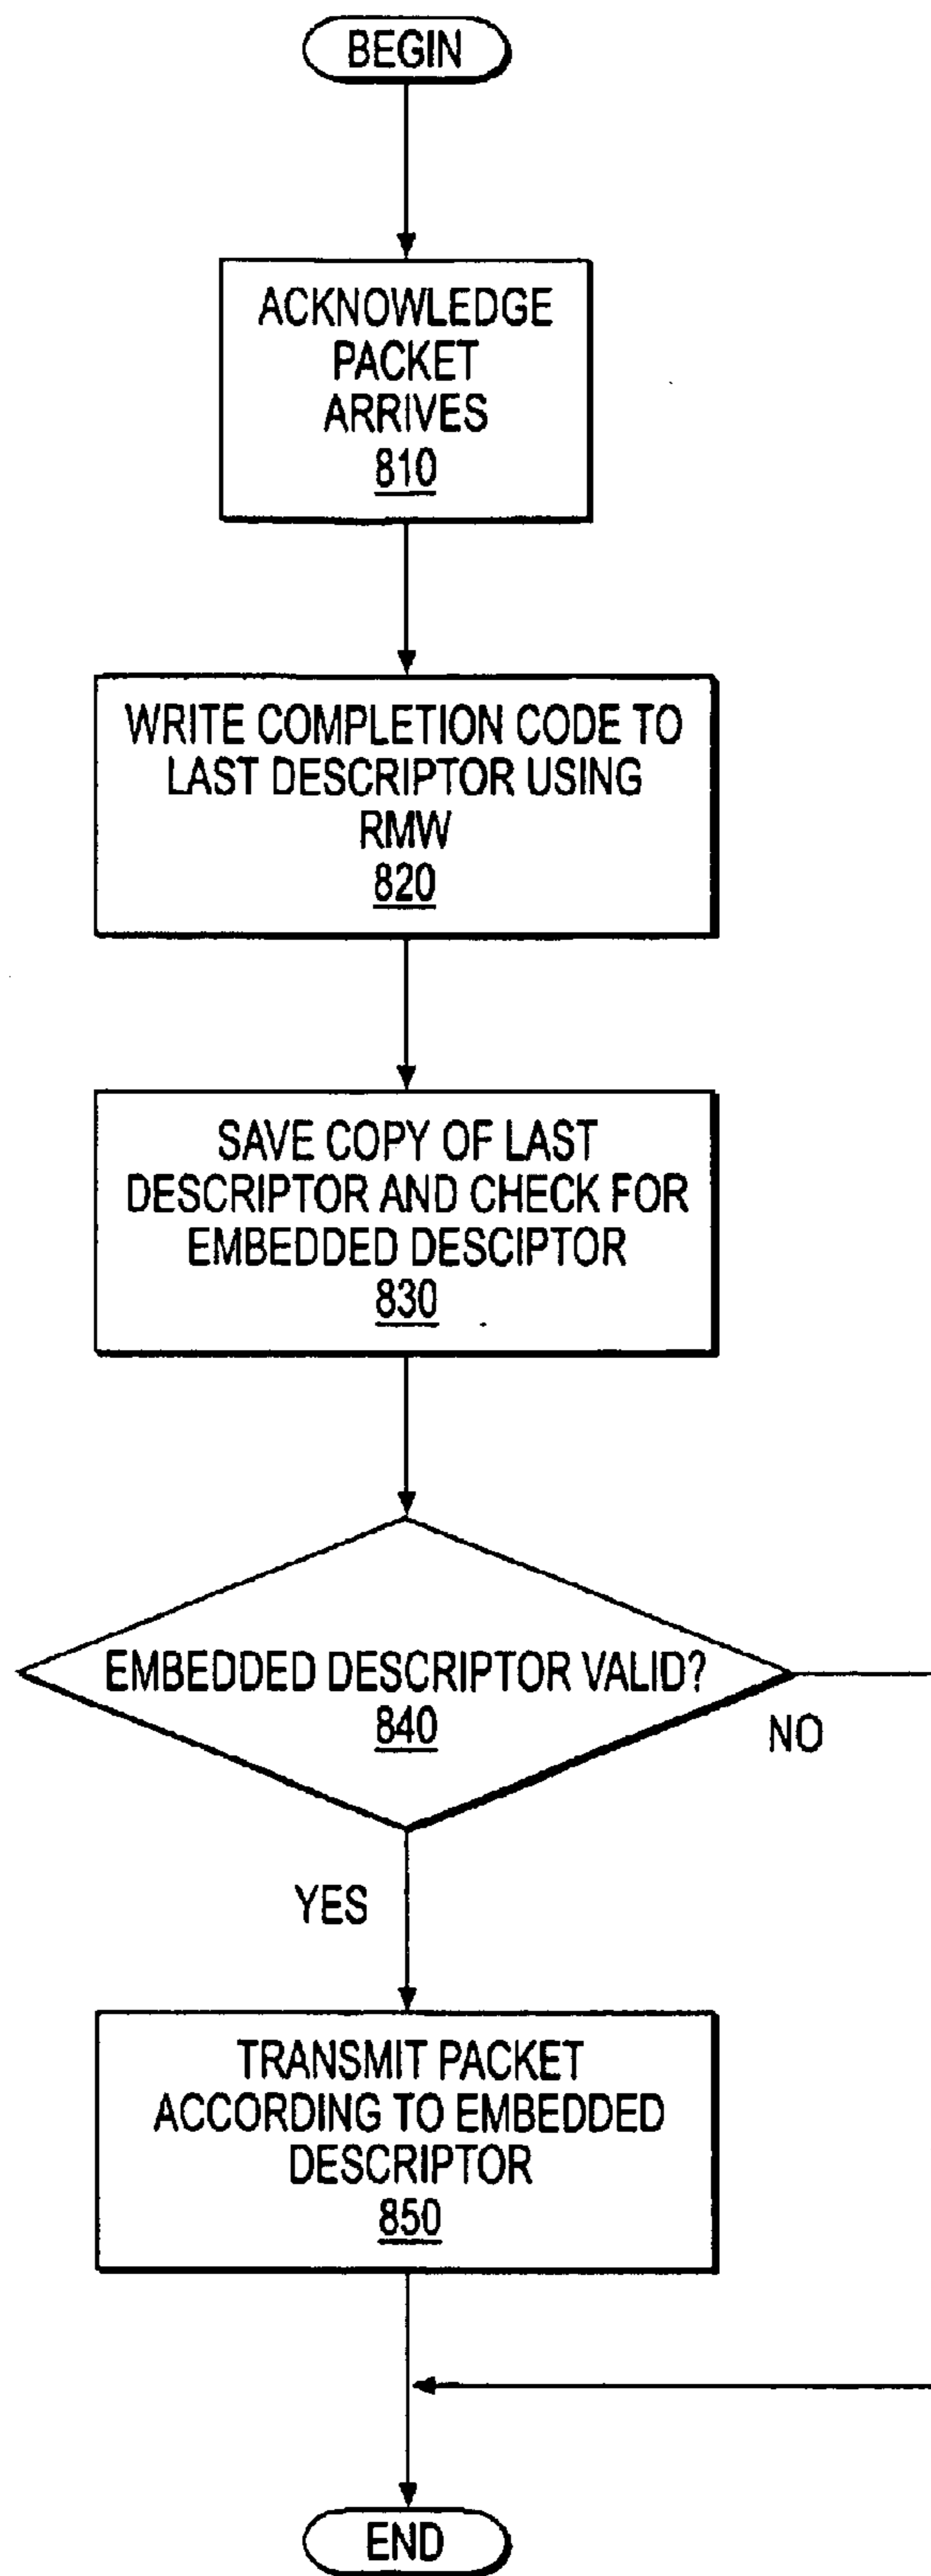 BEGIN
ACKNOWLEDGE
PACKET
ARRIVES
810
WRITE COMPLETION CODE TO
LAST DESCRIPTOR USING
RMW
820
SAVE COPY OF LAST
DESCRIPTOR AND CHECK FOR
EMBEDDED DESCIPTOR
830
EMBEDDED DESCRIPTOR VALID?
840
NO
YES
TRANSMIT PACKET
ACCORDING TO EMBEDDED
DESCRIPTOR
850
END